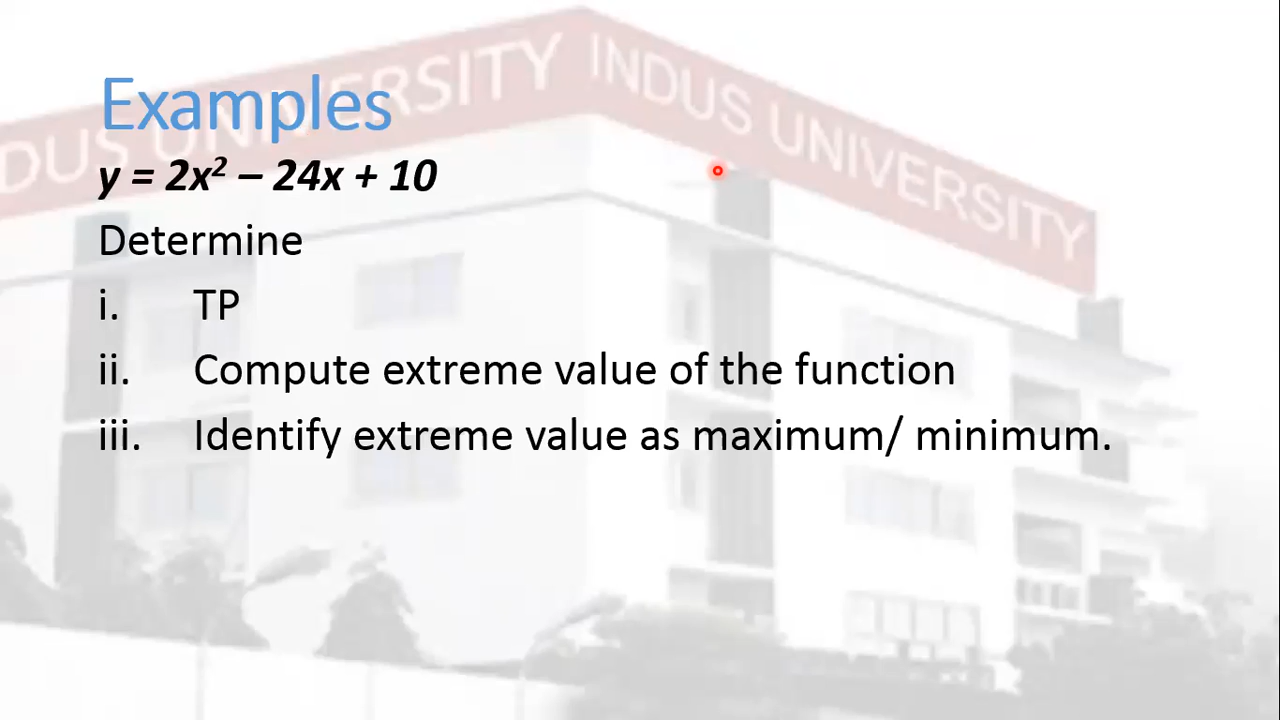 INDUS UNIVERSITY INDUS UNIVERSITY
Examples
y = 2x² – 24x + 10
Determine
i. TP
ii. Compute extreme value of the function
iii. Identify extreme value as maximum/ minimum.